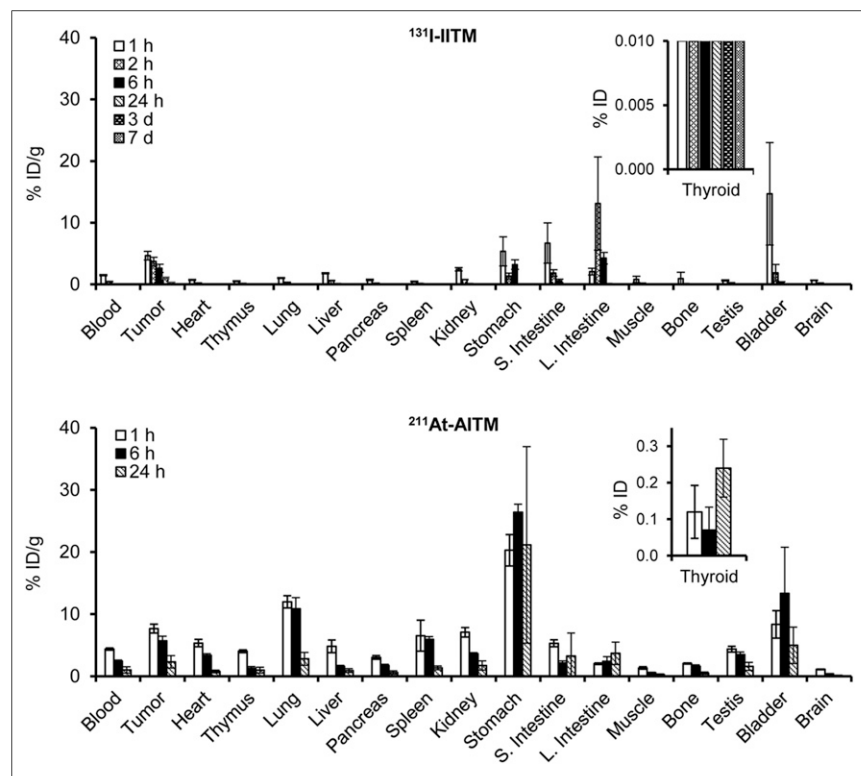 ¹³¹I-IITM
% ID/g
40
30
20
10
0
1 h
2 h
6 h
24 h
3 d
7 d
% ID
0.010
0.005
0.000
Thyroid
Blood
Tumor
Heart
Thymus
Lung
Liver
Pancreas
Spleen
Kidney
Stomach
S. Intestine
L. Intestine
Muscle
Bone
Testis
Bladder
Brain
²¹¹At-AITM
% ID/g
40
30
20
10
0
1 h
6 h
24 h
% ID
0.3
0.2
0.1
0.0
Thyroid
Blood
Tumor
Heart
Thymus
Lung
Liver
Pancreas
Spleen
Kidney
Stomach
S. Intestine
L. Intestine
Muscle
Bone
Testis
Bladder
Brain